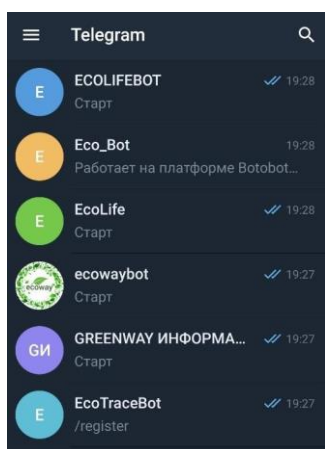 Telegram
E
ECOLIFEBOT
19:28
Старт
E
Eco_Bot
19:28
Работает на платформе Botobot...
E
EcoLife
19:28
Старт
ecoway
ecowaybot
19:27
Старт
GИ
GREENWAY ИНФОРМА...
19:27
Старт
E
EcoTraceBot
19:27
/register